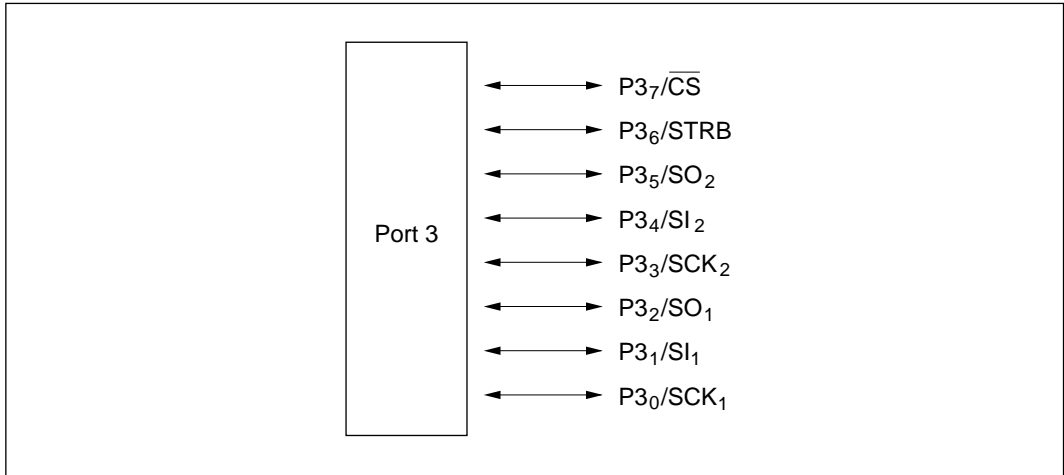 P3₇/C̅S̅
P3₆/STRB
P3₅/SO₂
P3₄/SI₂
Port 3
P3₃/SCK₂
P3₂/SO₁
P3₁/SI₁
P3₀/SCK₁